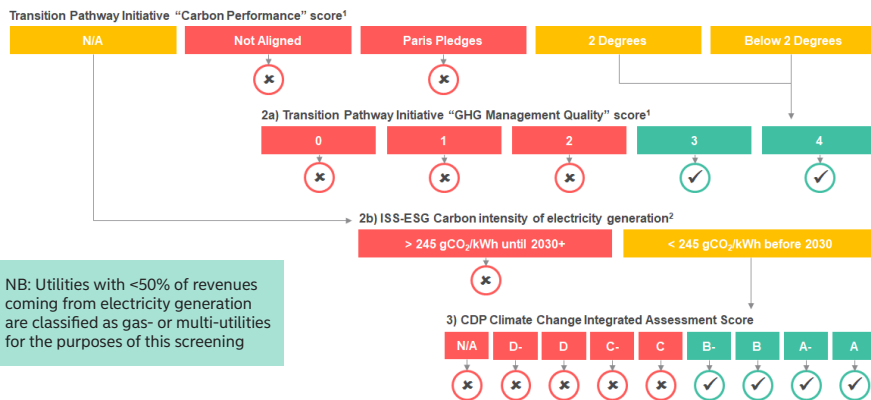 Transition Pathway Initiative “Carbon Performance” score¹
N/A Not Aligned Paris Pledges 2 Degrees Below 2 Degrees
2a) Transition Pathway Initiative “GHG Management Quality” score¹
0 1 2 3 4
2b) ISS-ESG Carbon intensity of electricity generation²
> 245 gCO₂/kWh until 2030+ < 245 gCO₂/kWh before 2030
NB: Utilities with <50% of revenues
coming from electricity generation
are classified as gas- or multi-utilities
for the purposes of this screening
3) CDP Climate Change Integrated Assessment Score
N/A D- D C- C B- B A- A